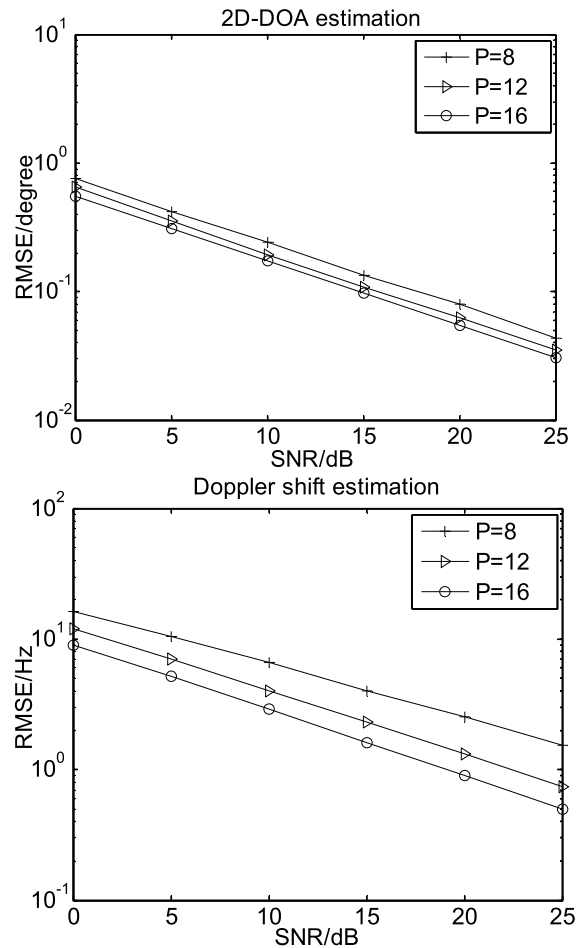 2D-DOA estimation
10^1
10^0
10^-1
10^-2
RMSE/degree
P=8
P=12
P=16
0 5 10 15 20 25
SNR/dB
Doppler shift estimation
10^2
10^1
10^0
10^-1
RMSE/Hz
P=8
P=12
P=16
0 5 10 15 20 25
SNR/dB